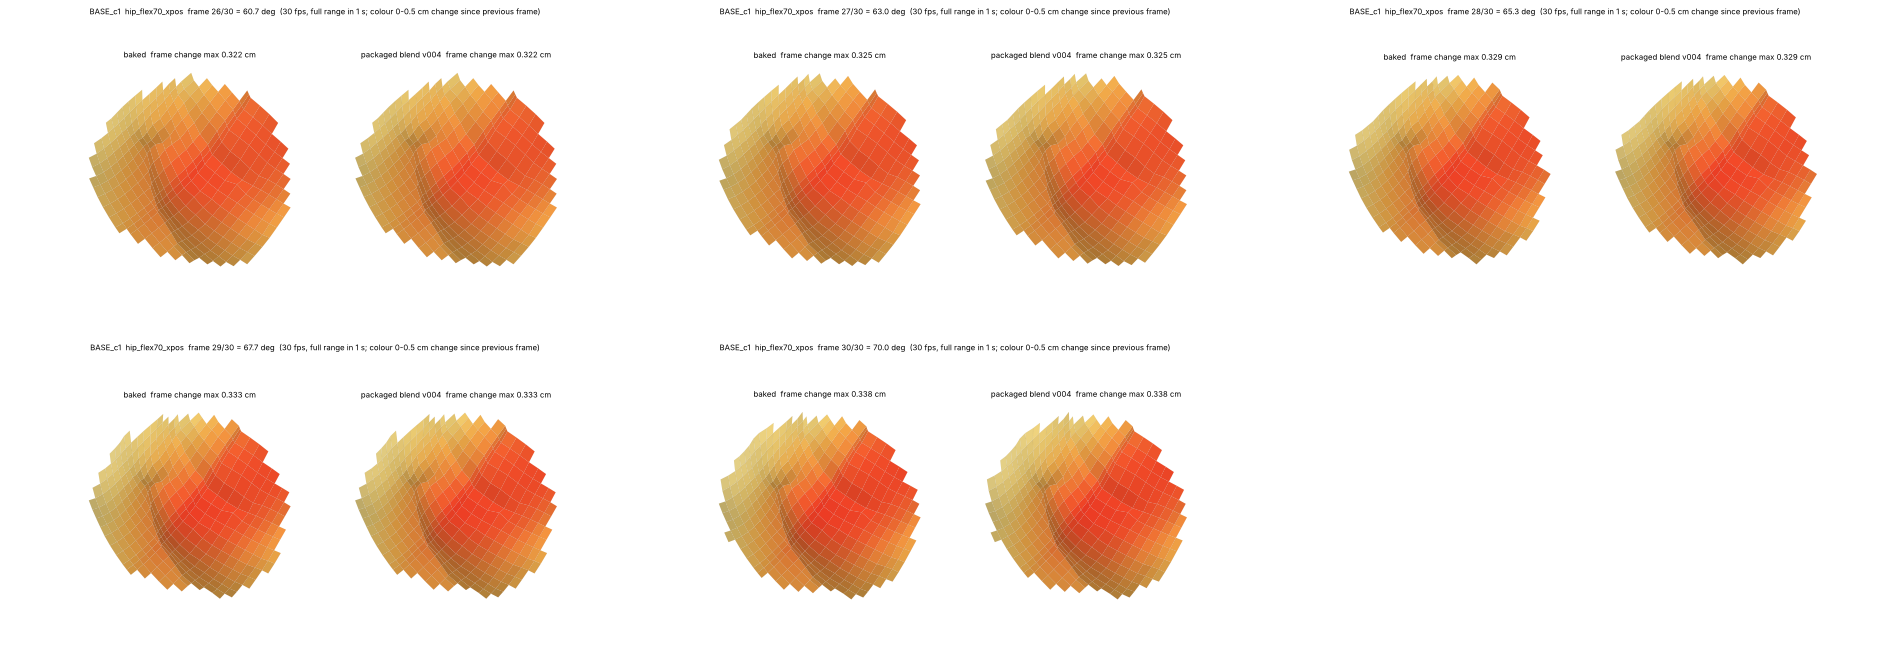 BASE_c1 hip_flex70_xpos frame 26/30 = 60.7 deg (30 fps, full range in 1 s; colour 0-0.5 cm change since previous frame)
baked frame change max 0.322 cm
packaged blend v004 frame change max 0.322 cm
BASE_c1 hip_flex70_xpos frame 27/30 = 63.0 deg (30 fps, full range in 1 s; colour 0-0.5 cm change since previous frame)
baked frame change max 0.325 cm
packaged blend v004 frame change max 0.325 cm
BASE_c1 hip_flex70_xpos frame 28/30 = 65.3 deg (30 fps, full range in 1 s; colour 0-0.5 cm change since previous frame)
baked frame change max 0.329 cm
packaged blend v004 frame change max 0.329 cm
BASE_c1 hip_flex70_xpos frame 29/30 = 67.7 deg (30 fps, full range in 1 s; colour 0-0.5 cm change since previous frame)
baked frame change max 0.333 cm
packaged blend v004 frame change max 0.333 cm
BASE_c1 hip_flex70_xpos frame 30/30 = 70.0 deg (30 fps, full range in 1 s; colour 0-0.5 cm change since previous frame)
baked frame change max 0.338 cm
packaged blend v004 frame change max 0.338 cm